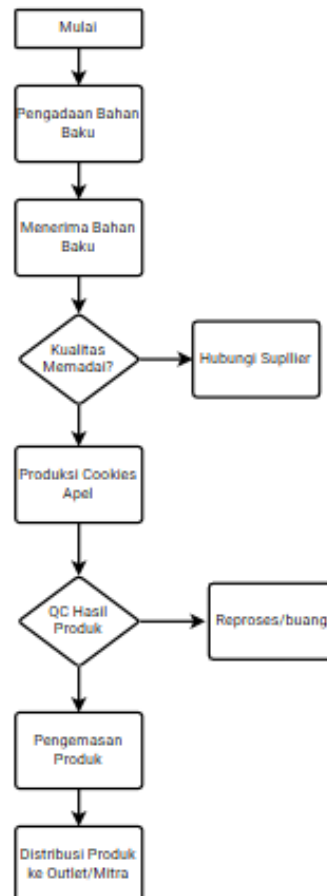 Mulai
Pengadaan Bahan
Baku
Menerima Bahan
Baku
Kualitas
Memadai?
Hubungi Supllier
Produksi Cookies
Apel
QC Hasil
Produk
Reproses/buang
Pengemasan
Produk
Distribusi Produk
ke Outlet/Mitra